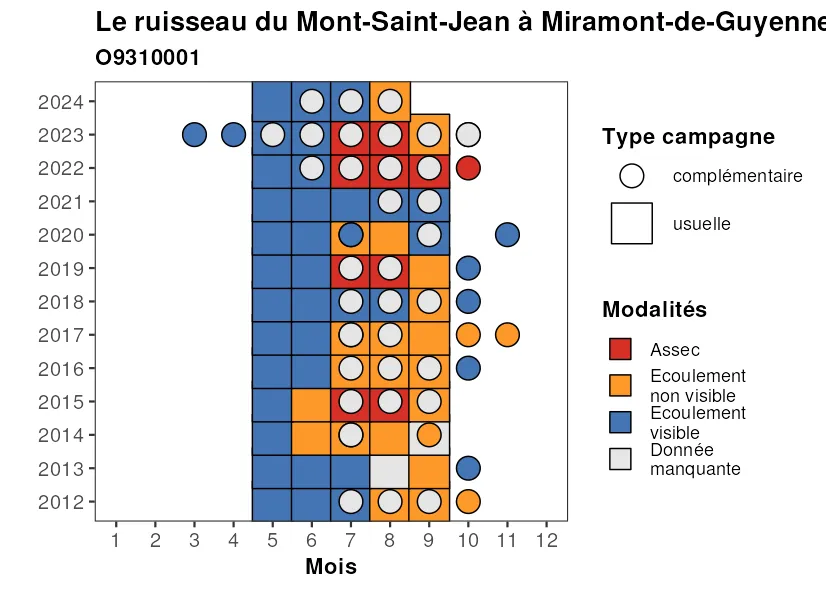 Le ruisseau du Mont-Saint-Jean à Miramont-de-Guyenne
O9310001
2024
2023
2022
2021
2020
2019
2018
2017
2016
2015
2014
2013
2012
1 2 3 4 5 6 7 8 9 10 11 12
Mois
Type campagne
complémentaire
usuelle
Modalités
Assec
Ecoulement
non visible
Ecoulement
visible
Donnée
manquante